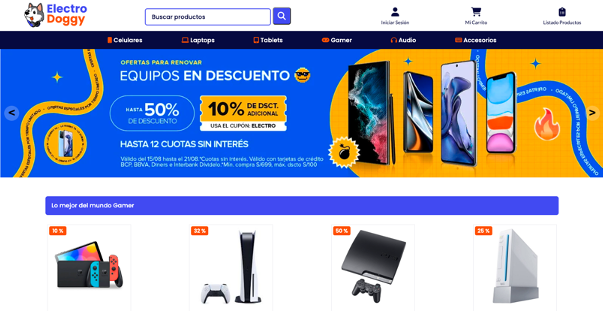 Electro
Doggy
Buscar productos
Iniciar Sesión
Mi Carrito
Listado Productos
Celulares
Laptops
Tablets
Gamer
Audio
Accesorios
OFERTAS PARA RENOVAR
EQUIPOS EN DESCUENTO
HASTA 50%
DE DESCUENTO
10% DE DSCT.
ADICIONAL
USA EL CUPON: ELECTRO
HASTA 12 CUOTAS SIN INTERÉS
Válido del 15/08 hasta el 21/08. *Cuotas sin interés. Válido con tarjetas de crédito
BCP, BBVA, Diners e Interbank Dividelo. *Min. compra S/699, máx. dscto S/100
<
>
Lo mejor del mundo Gamer
10 %
32 %
50 %
25 %